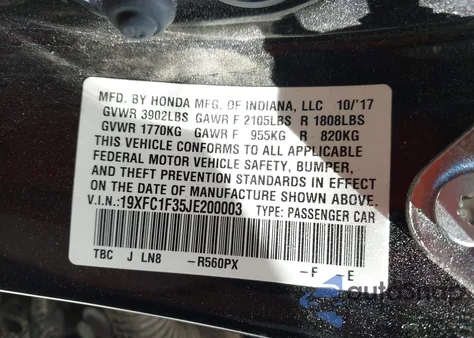 MFD. BY HONDA MFG. OF INDIANA, LLC 10/'17
GVWR 3902LBS GAWR F 2105LBS R 1808LBS
GVWR 1770KG GAWR F 955KG R 820KG
THIS VEHICLE CONFORMS TO ALL APPLICABLE
FEDERAL MOTOR VEHICLE SAFETY, BUMPER,
AND THEFT PREVENTION STANDARDS IN EFFECT
ON THE DATE OF MANUFACTURE SHOWN ABOVE.
V.I.N.:19XFC1F35JE200003 TYPE: PASSENGER CAR
TBC J LN8 -R560PX -F -E